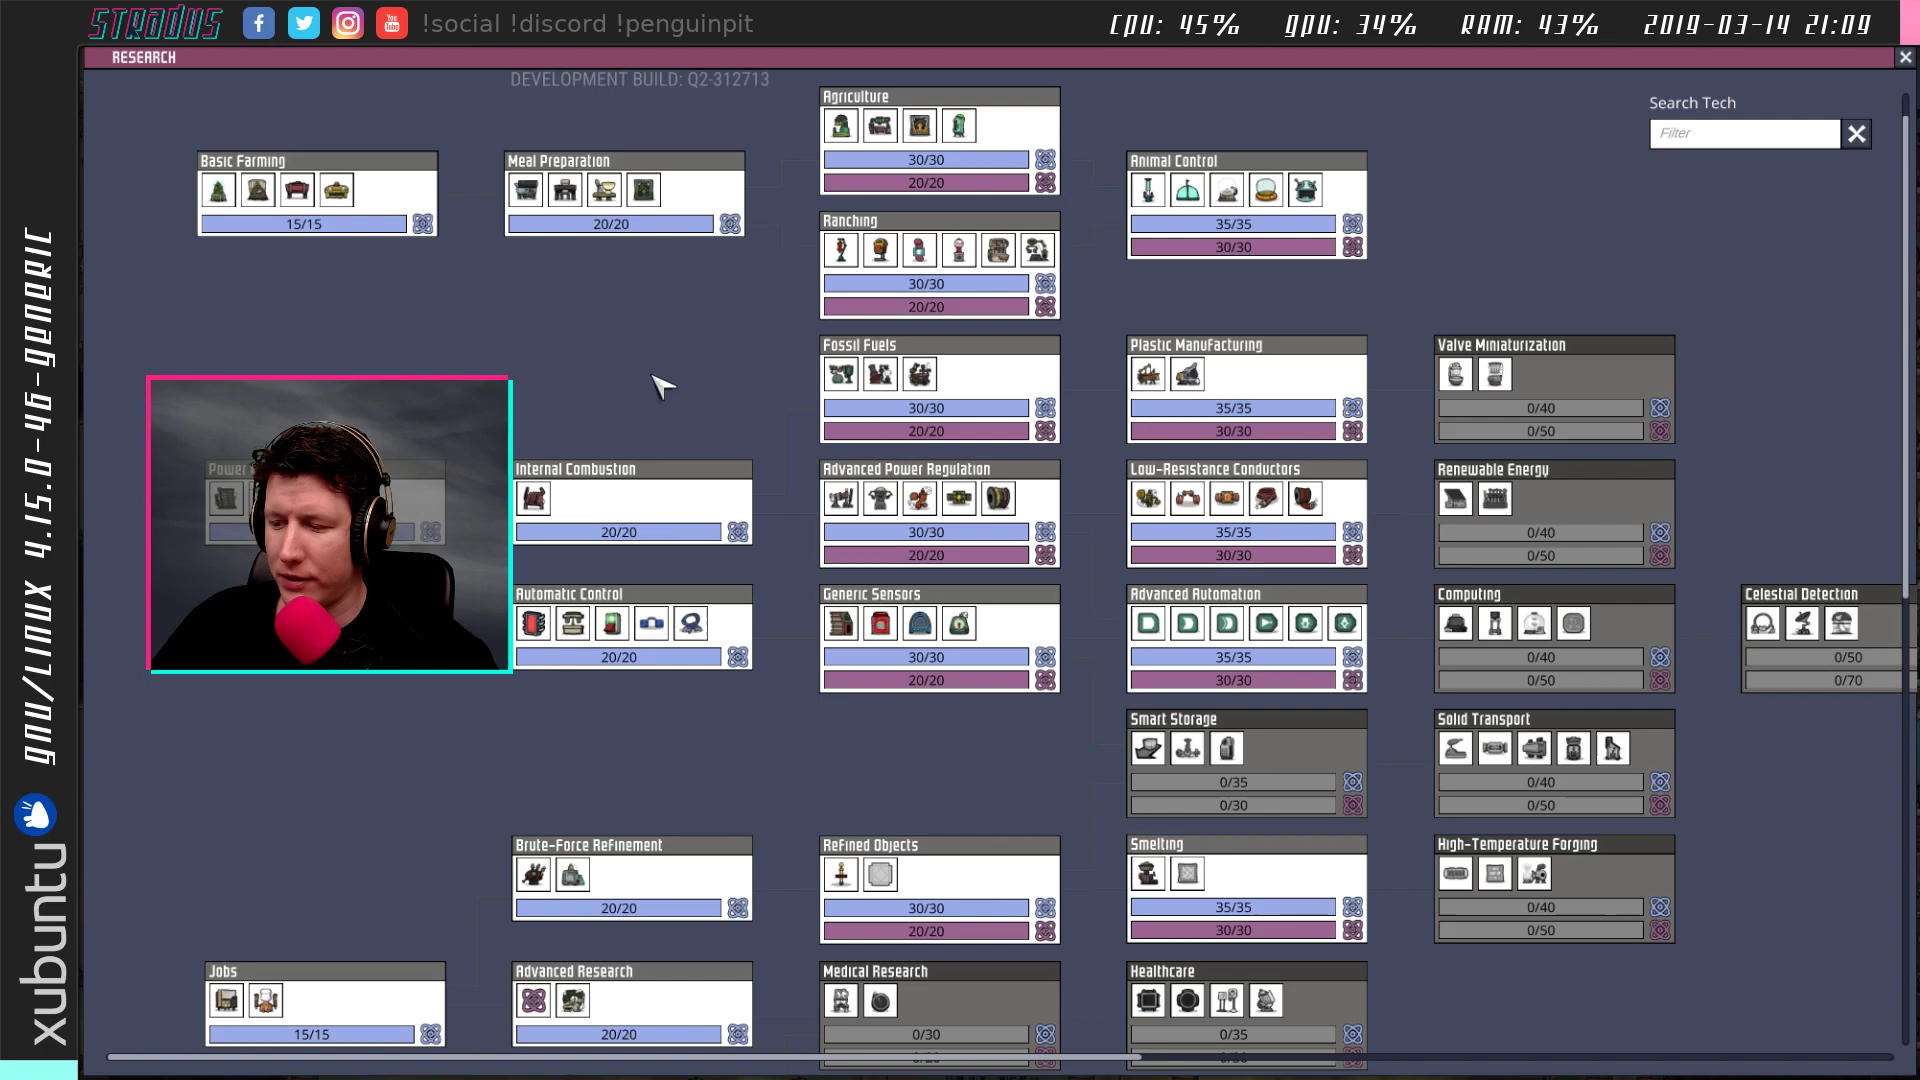 STRADUS
!social !discord !penguinpit
CPU: 45%
GPU: 34%
RAM: 43%
2019-03-14 21:09
RESEARCH
DEVELOPMENT BUILD: Q2-312713
Search Tech
Filter
Agriculture
30/30
20/20
Basic Farming
15/15
Meal Preparation
20/20
Animal Control
35/35
30/30
Ranching
30/30
20/20
Fossil Fuels
30/30
20/20
Plastic Manufacturing
35/35
30/30
Valve Miniaturization
0/40
0/50
Power
Internal Combustion
20/20
Advanced Power Regulation
30/30
20/20
Low-Resistance Conductors
35/35
30/30
Renewable Energy
0/40
0/50
Automatic Control
20/20
Generic Sensors
30/30
20/20
Advanced Automation
35/35
30/30
Computing
0/40
0/50
Celestial Detection
0/50
0/70
Smart Storage
0/35
0/30
Solid Transport
0/40
0/50
Brute-Force Refinement
20/20
Refined Objects
30/30
20/20
Smelting
35/35
30/30
High-Temperature Forging
0/40
0/50
Jobs
15/15
Advanced Research
20/20
Medical Research
0/30
0/20
Healthcare
0/35
0/30
gnu/linux 4.15.0-46-generic
xubuntu